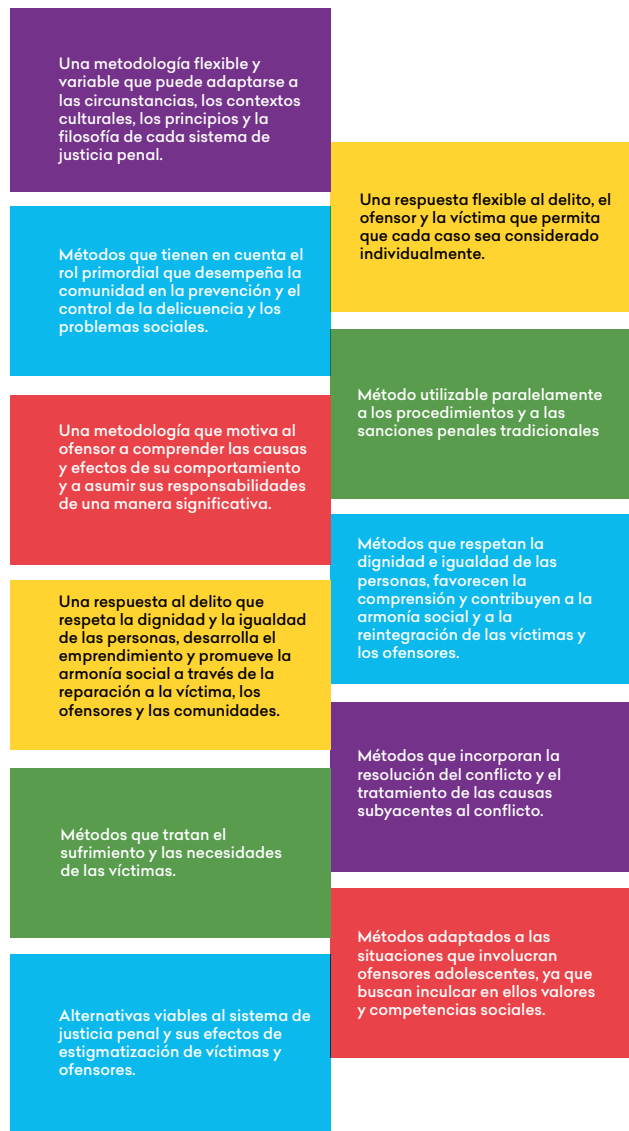 Una metodología flexible y
variable que puede adaptarse a
las circunstancias, los contextos
culturales, los principios y la
filosofía de cada sistema de
justicia penal.
Una respuesta flexible al delito, el
ofensor y la víctima que permita
que cada caso sea considerado
individualmente.
Métodos que tienen en cuenta el
rol primordial que desempeña la
comunidad en la prevención y el
control de la delicuencia y los
problemas sociales.
Método utilizable paralelamente
a los procedimientos y a las
sanciones penales tradicionales
Una metodología que motiva al
ofensor a comprender las causas
y efectos de su comportamiento
y a asumir sus responsabilidades
de una manera significativa.
Métodos que respetan la
dignidad e igualdad de las
personas, favorecen la
comprensión y contribuyen a la
armonía social y a la
reintegración de las víctimas y
los ofensores.
Una respuesta al delito que
respeta la dignidad y la igualdad
de las personas, desarrolla el
emprendimiento y promueve la
armonía social a través de la
reparación a la víctima, los
ofensores y las comunidades.
Métodos que incorporan la
resolución del conflicto y el
tratamiento de las causas
subyacentes al conflicto.
Métodos que tratan el
sufrimiento y las necesidades
de las víctimas.
Métodos adaptados a las
situaciones que involucran
ofensores adolescentes, ya que
buscan inculcar en ellos valores
y competencias sociales.
Alternativas viables al sistema de
justicia penal y sus efectos de
estigmatización de víctimas y
ofensores.